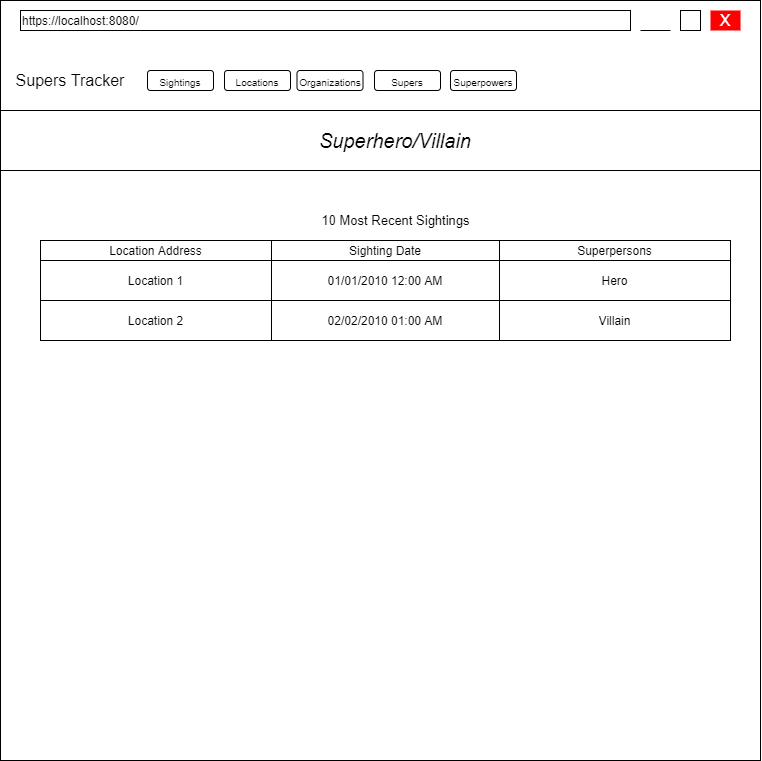 https://localhost:8080/ X
Supers Tracker Sightings Locations Organizations Supers Superpowers
Superhero/Villain
10 Most Recent Sightings
Location Address Sighting Date Superpersons
Location 1 01/01/2010 12:00 AM Hero
Location 2 02/02/2010 01:00 AM Villain